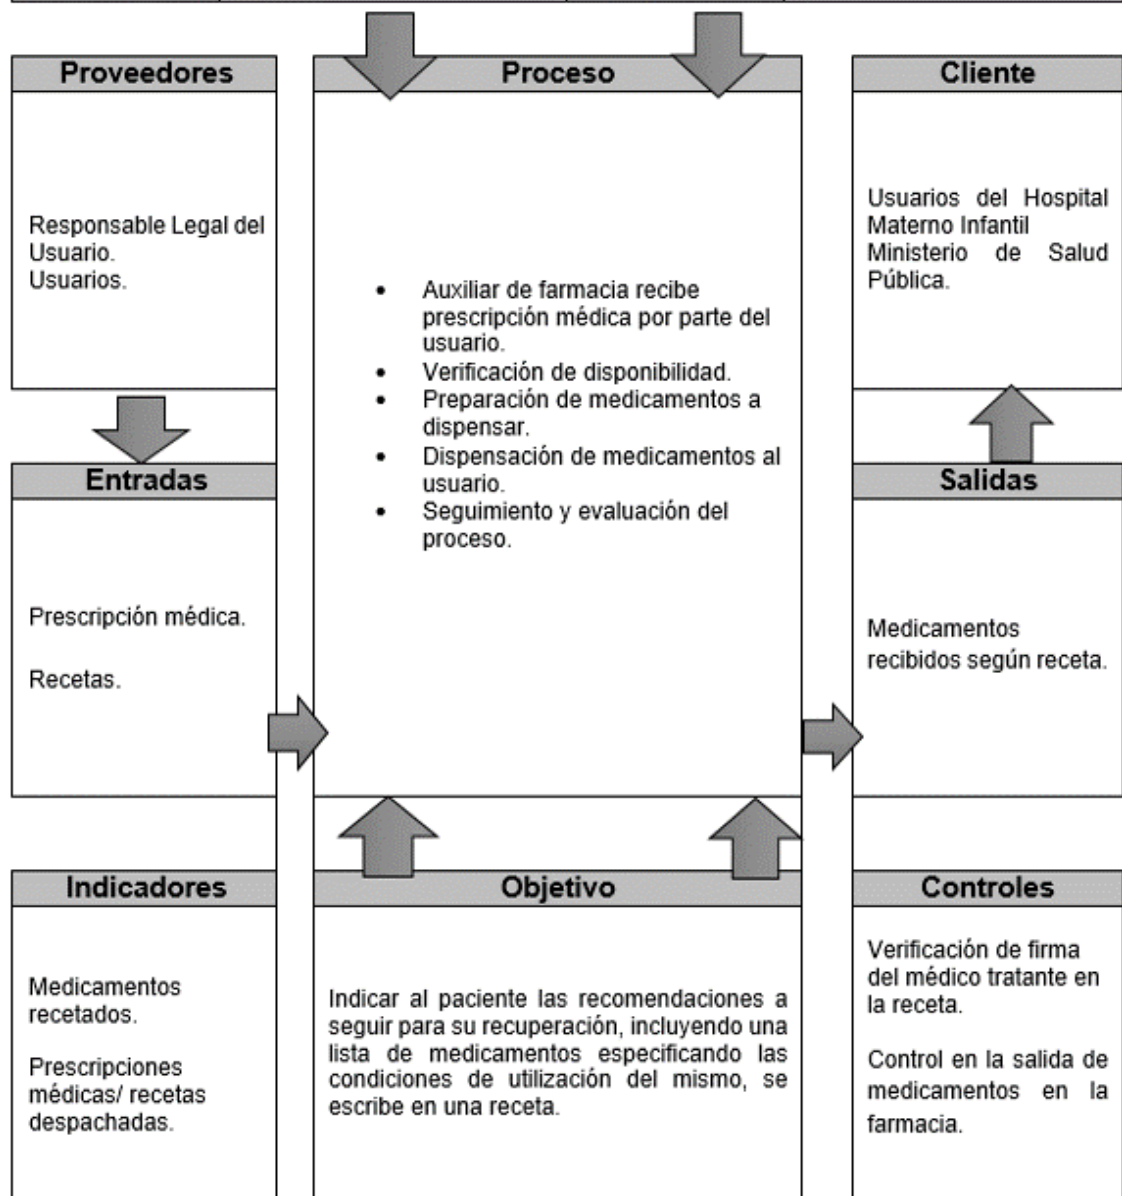 Proveedores
Responsable Legal del
Usuario.
Usuarios.
Proceso
• Auxiliar de farmacia recibe
prescripción médica por parte del
usuario.
• Verificación de disponibilidad.
• Preparación de medicamentos a
dispensar.
• Dispensación de medicamentos al
usuario.
• Seguimiento y evaluación del
proceso.
Cliente
Usuarios del Hospital
Materno Infantil
Ministerio de Salud
Pública.
Entradas
Prescripción médica.
Recetas.
Salidas
Medicamentos
recibidos según receta.
Indicadores
Medicamentos
recetados.
Prescripciones
médicas/ recetas
despachadas.
Objetivo
Indicar al paciente las recomendaciones a
seguir para su recuperación, incluyendo una
lista de medicamentos especificando las
condiciones de utilización del mismo, se
escribe en una receta.
Controles
Verificación de firma
del médico tratante en
la receta.
Control en la salida de
medicamentos en la
farmacia.